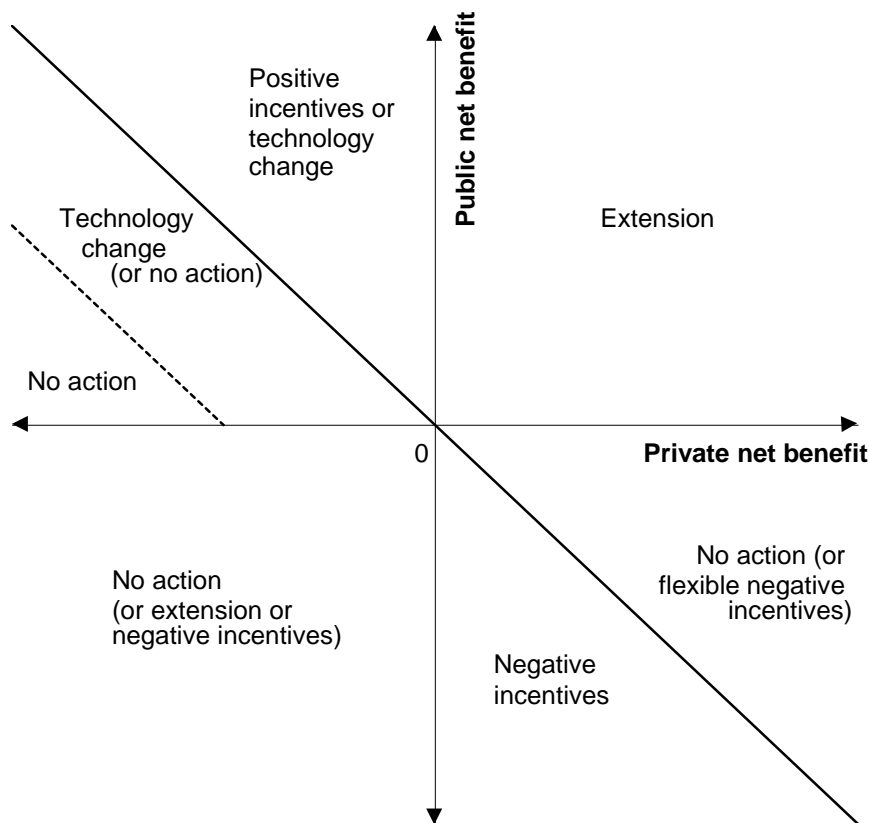 Public net benefit
Positive
incentives or
technology
change
Technology
change
(or no action)
Extension
No action
0
Private net benefit
No action
(or extension or
negative incentives)
No action (or
flexible negative
incentives)
Negative
incentives